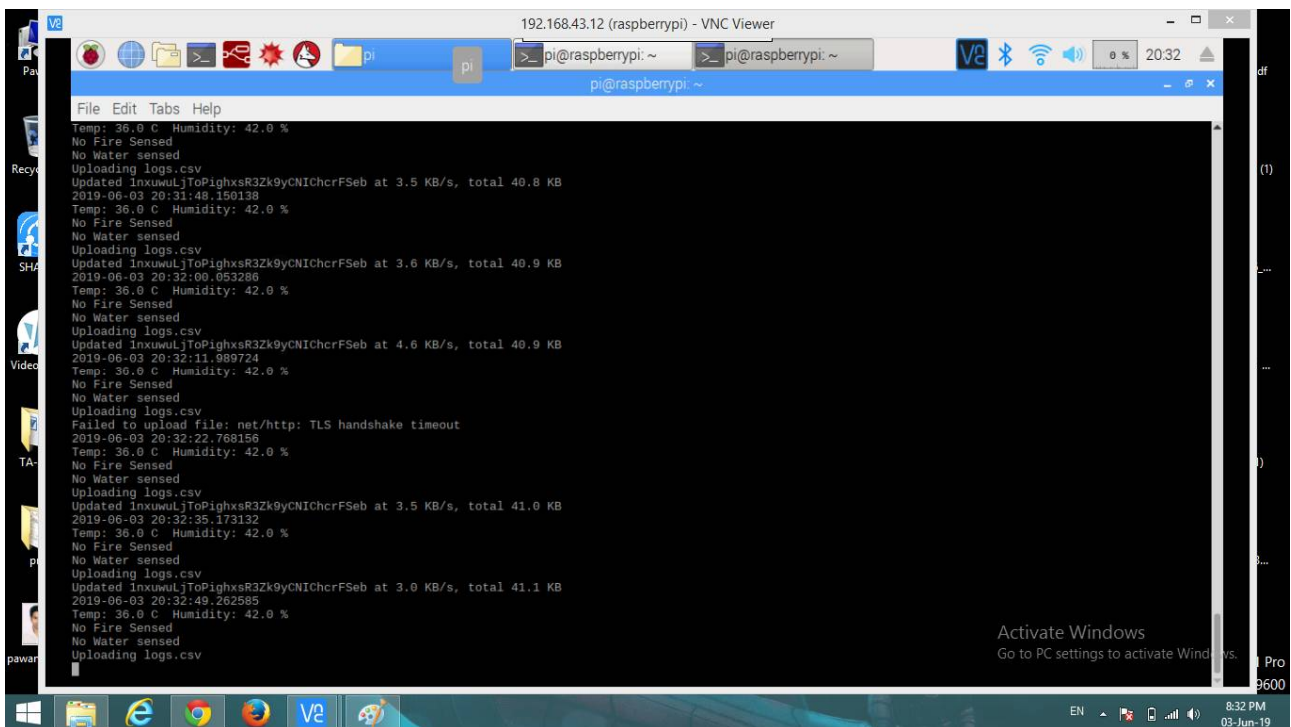 192.168.43.12 (raspberrypi) - VNC Viewer
pi
pi@raspberrypi: ~
pi@raspberrypi: ~
0 %
20:32
pi
pi@raspberrypi: ~
File Edit Tabs Help
Temp: 36.0 C  Humidity: 42.0 %
No Fire Sensed
No Water sensed
Uploading logs.csv
Updated 1nxuwuLjToPighxsR3Zk9yCNIChcrFSeb at 3.5 KB/s, total 40.8 KB
2019-06-03 20:31:48.150138
Temp: 36.0 C  Humidity: 42.0 %
No Fire Sensed
No Water sensed
Uploading logs.csv
Updated 1nxuwuLjToPighxsR3Zk9yCNIChcrFSeb at 3.6 KB/s, total 40.9 KB
2019-06-03 20:32:00.053286
Temp: 36.0 C  Humidity: 42.0 %
No Fire Sensed
No Water sensed
Uploading logs.csv
Updated 1nxuwuLjToPighxsR3Zk9yCNIChcrFSeb at 4.6 KB/s, total 40.9 KB
2019-06-03 20:32:11.989724
Temp: 36.0 C  Humidity: 42.0 %
No Fire Sensed
No Water sensed
Uploading logs.csv
Failed to upload file: net/http: TLS handshake timeout
2019-06-03 20:32:22.768156
Temp: 36.0 C  Humidity: 42.0 %
No Fire Sensed
No Water sensed
Uploading logs.csv
Updated 1nxuwuLjToPighxsR3Zk9yCNIChcrFSeb at 3.5 KB/s, total 41.0 KB
2019-06-03 20:32:35.173132
Temp: 36.0 C  Humidity: 42.0 %
No Fire Sensed
No Water sensed
Uploading logs.csv
Updated 1nxuwuLjToPighxsR3Zk9yCNIChcrFSeb at 3.0 KB/s, total 41.1 KB
2019-06-03 20:32:49.262585
Temp: 36.0 C  Humidity: 42.0 %
No Fire Sensed
No Water sensed
Uploading logs.csv
Activate Windows
Go to PC settings to activate Windows.
Recyc
SHA
Video
TA-
pawar
df
(1)
l Pro
9600
EN
8:32 PM
03-Jun-19